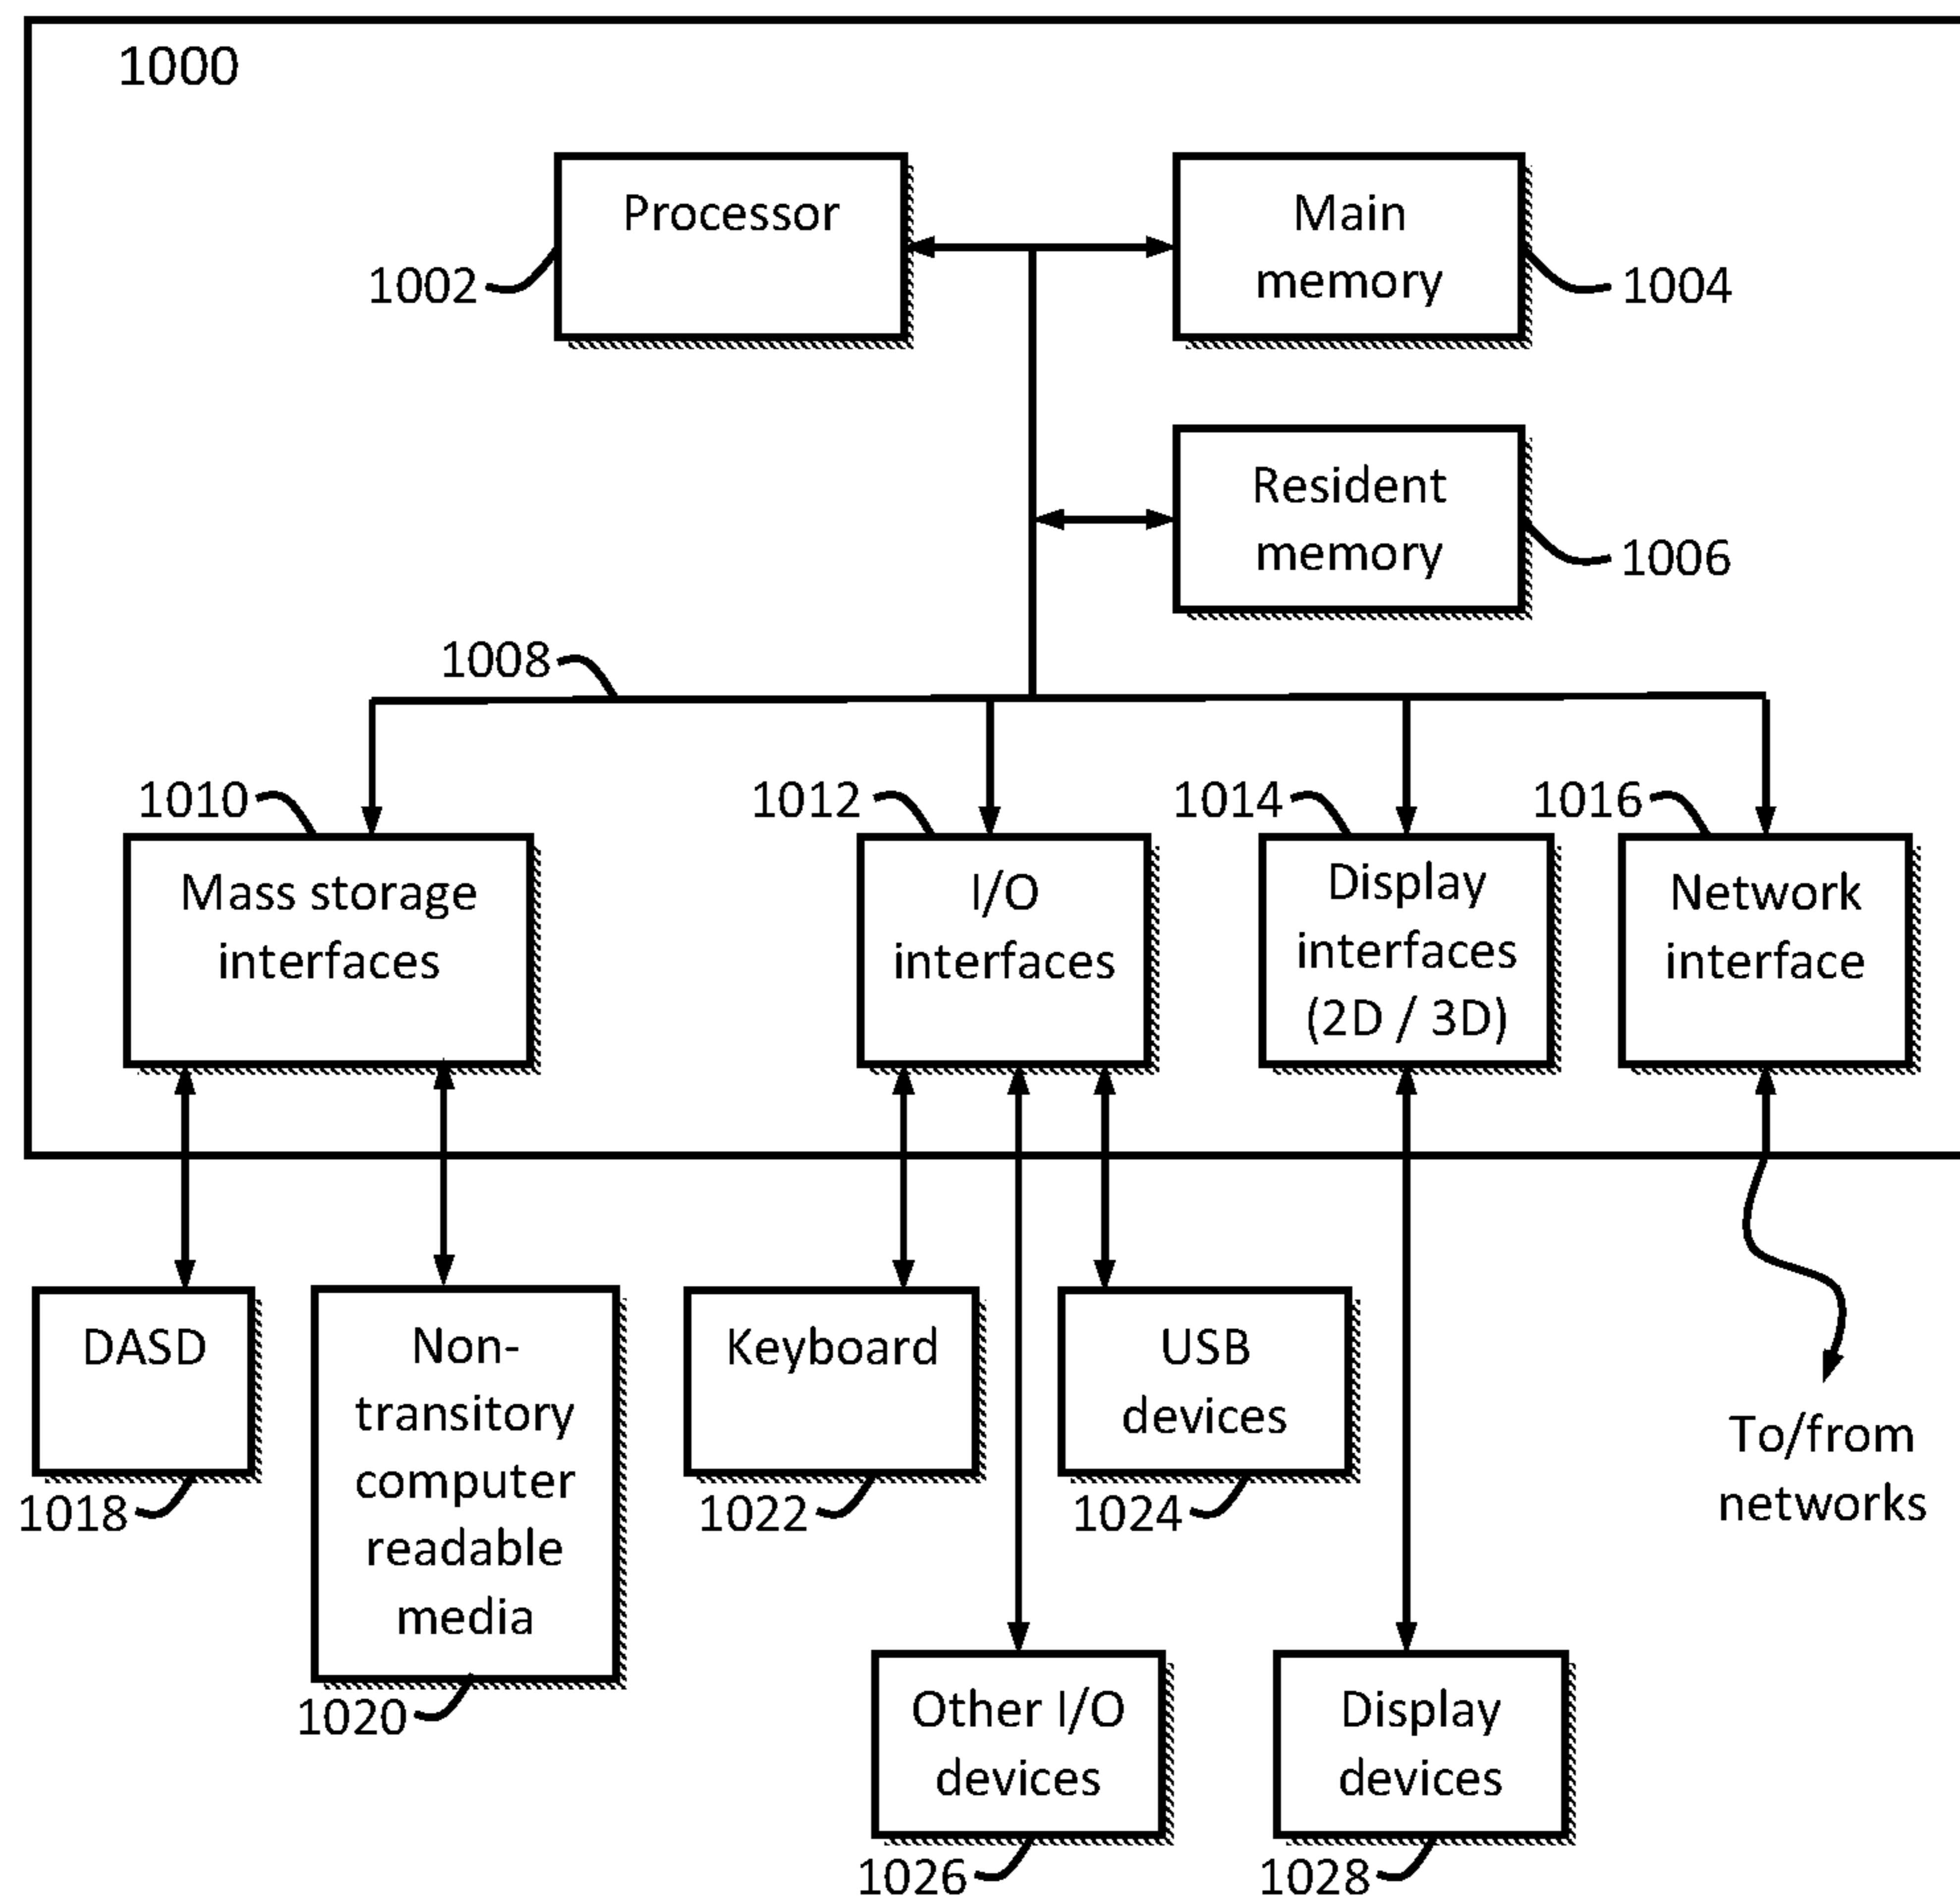 1000
Processor
Main
memory
1002
1004
Resident
memory
1006
1008
1010
1012
1014
1016
Mass storage
interfaces
I/O
interfaces
Display
interfaces
(2D / 3D)
Network
interface
DASD
1018
Non-
transitory
computer
readable
media
1020
Keyboard
1022
USB
devices
1024
To/from
networks
Other I/O
devices
1026
Display
devices
1028